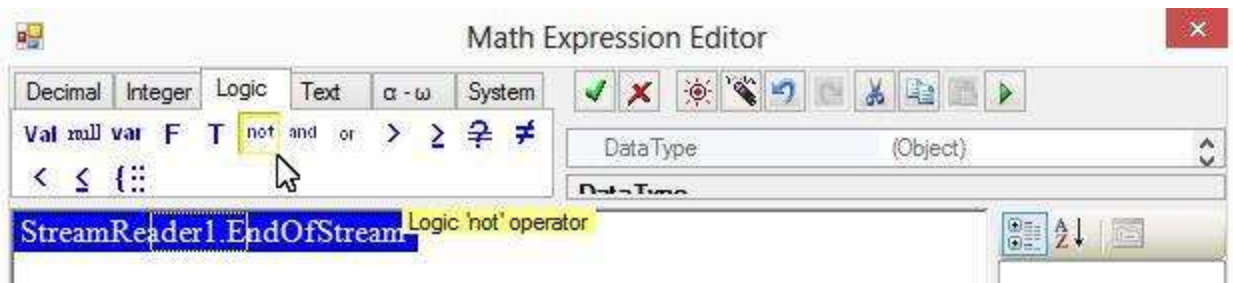 Math Expression Editor
Decimal Integer Logic Text α - ω System
Val null var F T not and or > ≥ ≠
< ≤ {::
DataType (Object)
DataType
StreamReader1.EndOfStream
Logic 'not' operator
A
Z